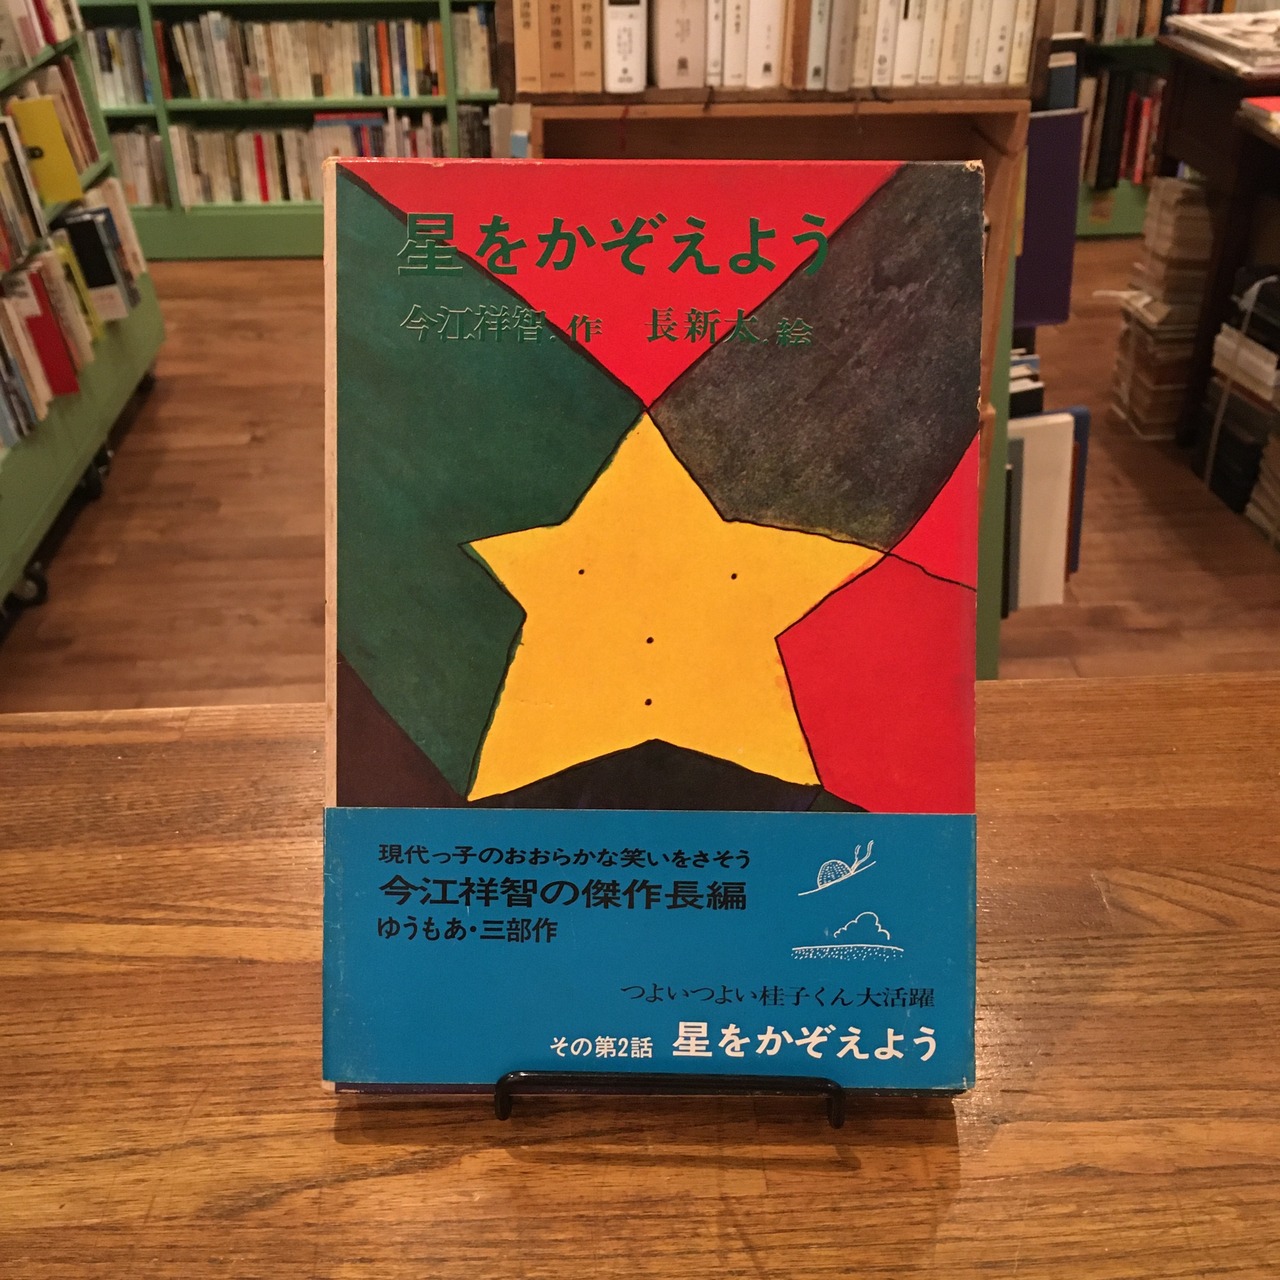 星をかぞえよう
今江祥智 作 長新太 絵
現代っ子のおおらかな笑いをさそう
今江祥智の傑作長編
ゆうもあ・三部作
つよいつよい桂子くん大活躍
その第2話 星をかぞえよう